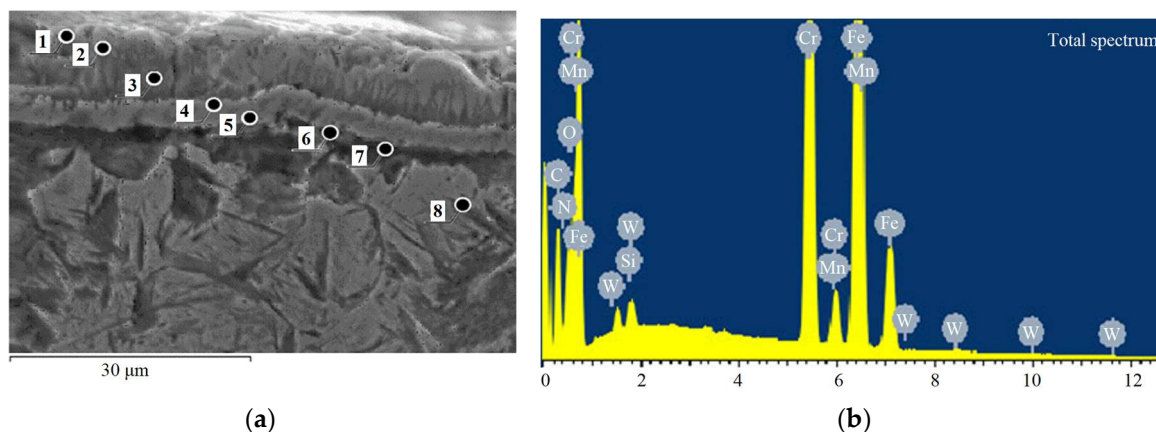 1
2
3
4
5
6
7
8
30 μm
(a)
Cr Cr Fe Total spectrum
Mn Mn
O
C
N
Fe
W
Si
W
Cr
Mn
Fe
W W W W
0 2 4 6 8 10 12
(b)